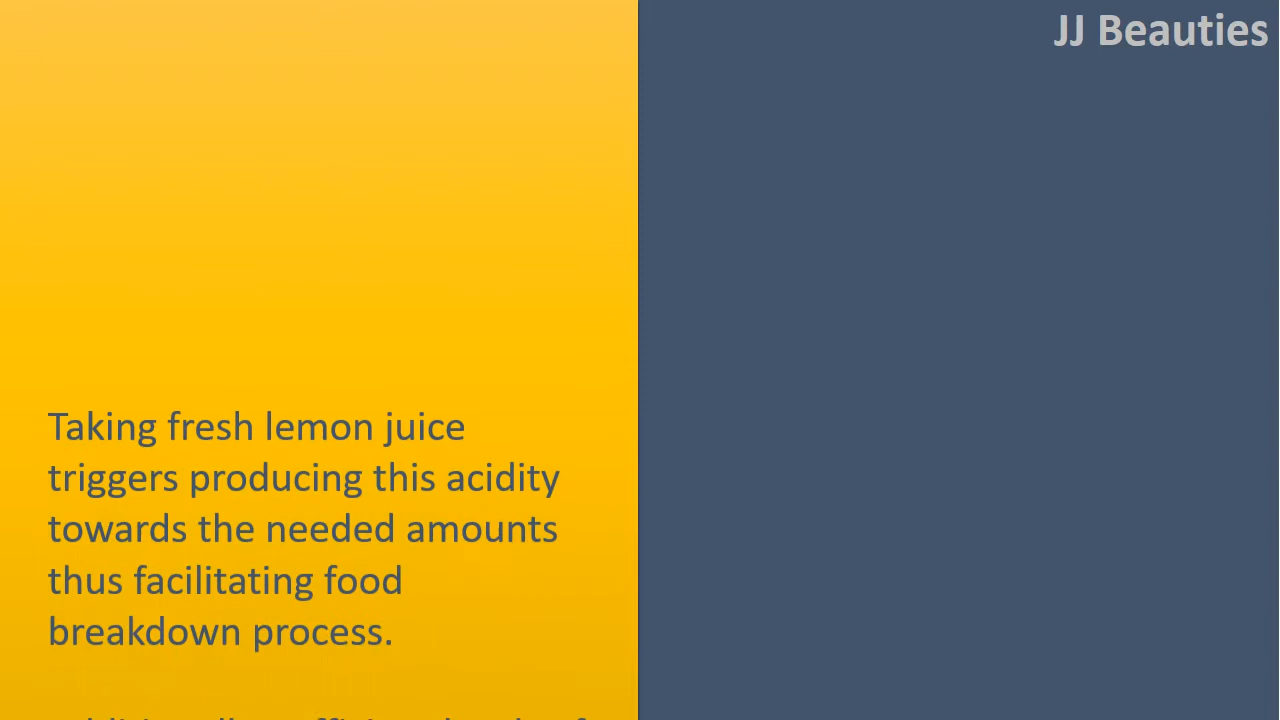 JJ Beauties
Taking fresh lemon juice
triggers producing this acidity
towards the needed amounts
thus facilitating food
breakdown process.